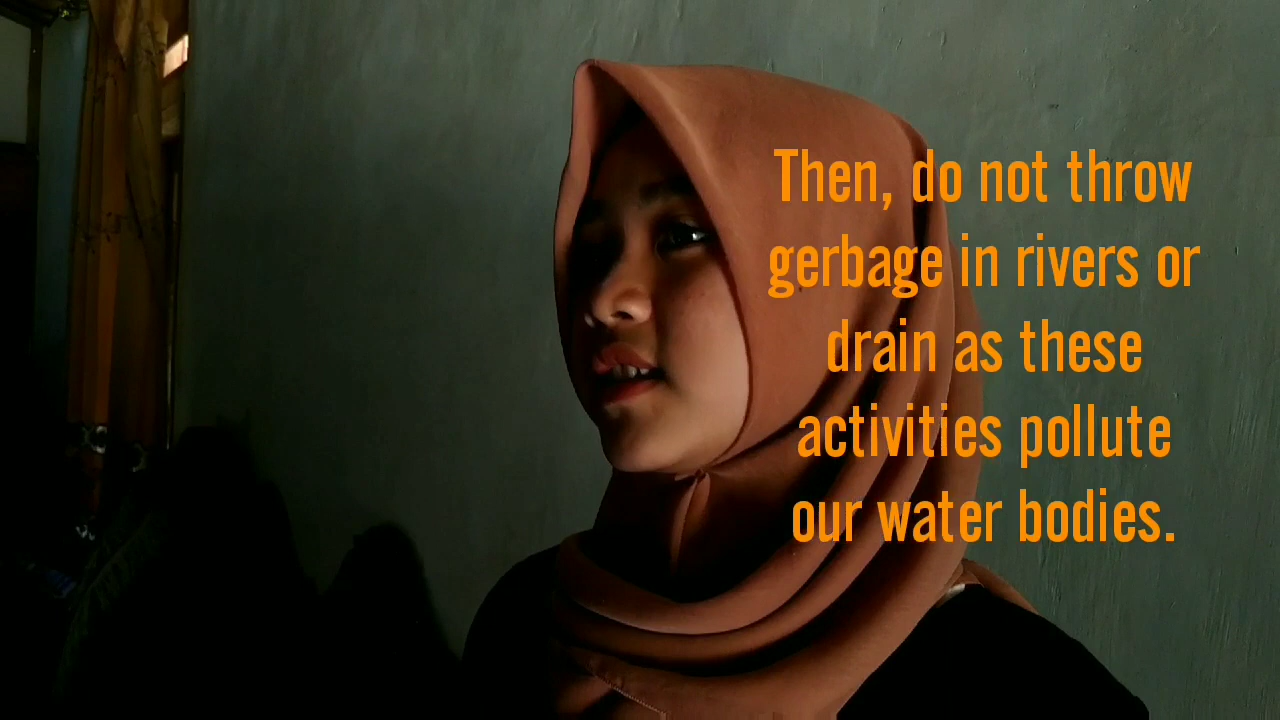 Then, do not throw
gerbage in rivers or
drain as these
activities pollute
our water bodies.